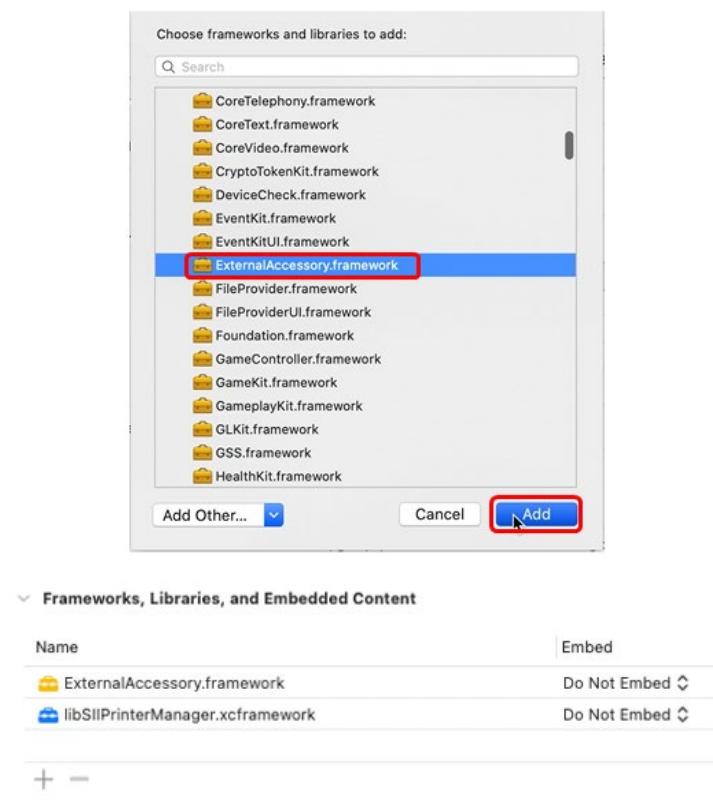 Choose frameworks and libraries to add:
Search
CoreTelephony.framework
CoreText.framework
CoreVideo.framework
CryptoTokenKit.framework
DeviceCheck.framework
EventKit.framework
EventKitUI.framework
ExternalAccessory.framework
FileProvider.framework
FileProviderUI.framework
Foundation.framework
GameController.framework
GameKit.framework
GameplayKit.framework
GLKit.framework
GSS.framework
HealthKit.framework
Add Other... Cancel Add
Frameworks, Libraries, and Embedded Content
Name Embed
ExternalAccessory.framework Do Not Embed
libSIIPrinterManager.xcframework Do Not Embed